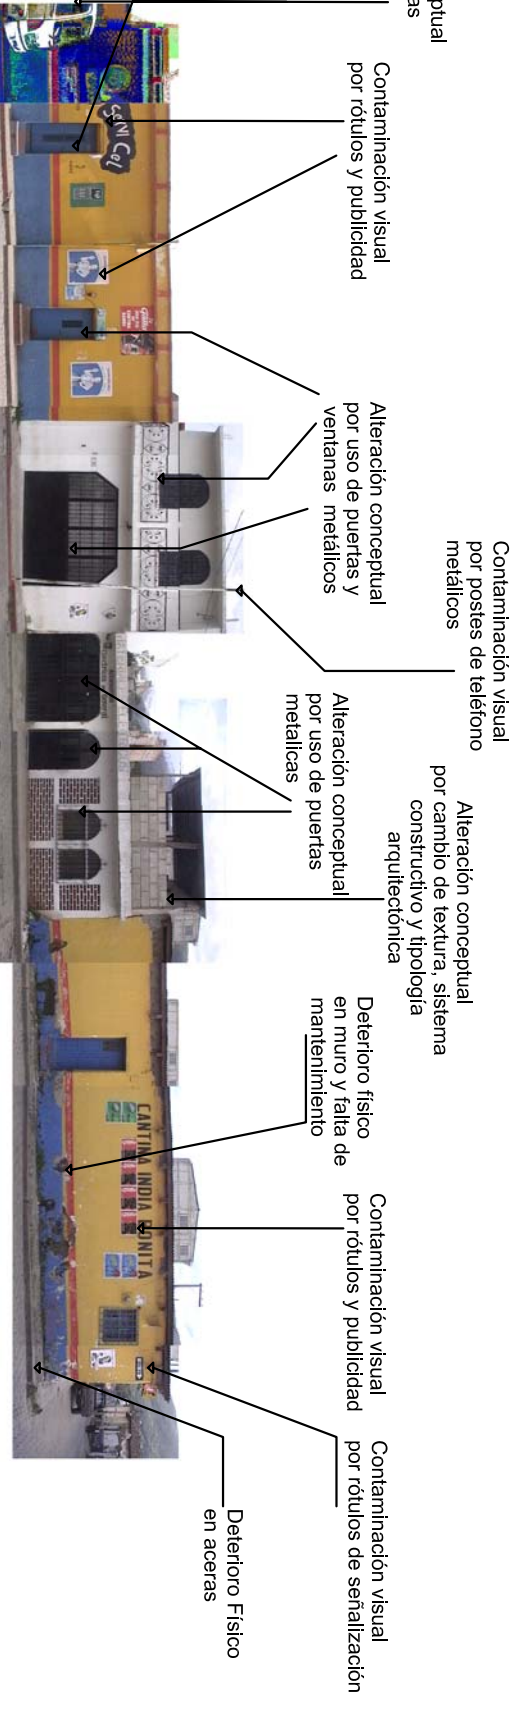 ptual
as
Contaminación visual
por rótulos y publicidad
Alteración conceptual
por uso de puertas y
ventanas metálicos
Contaminación visual
por postes de teléfono
metálicos
Alteración conceptual
por uso de puertas
metalicas
Alteración conceptual
por cambio de textura, sistema
constructivo y tipología
arquitectónica
Deterioro físico
en muro y falta de
mantenimiento
Contaminación visual
por rótulos y publicidad
Contaminación visual
por rótulos de señalización
Deterioro Físico
en aceras
CANTINA INDIA BONITA